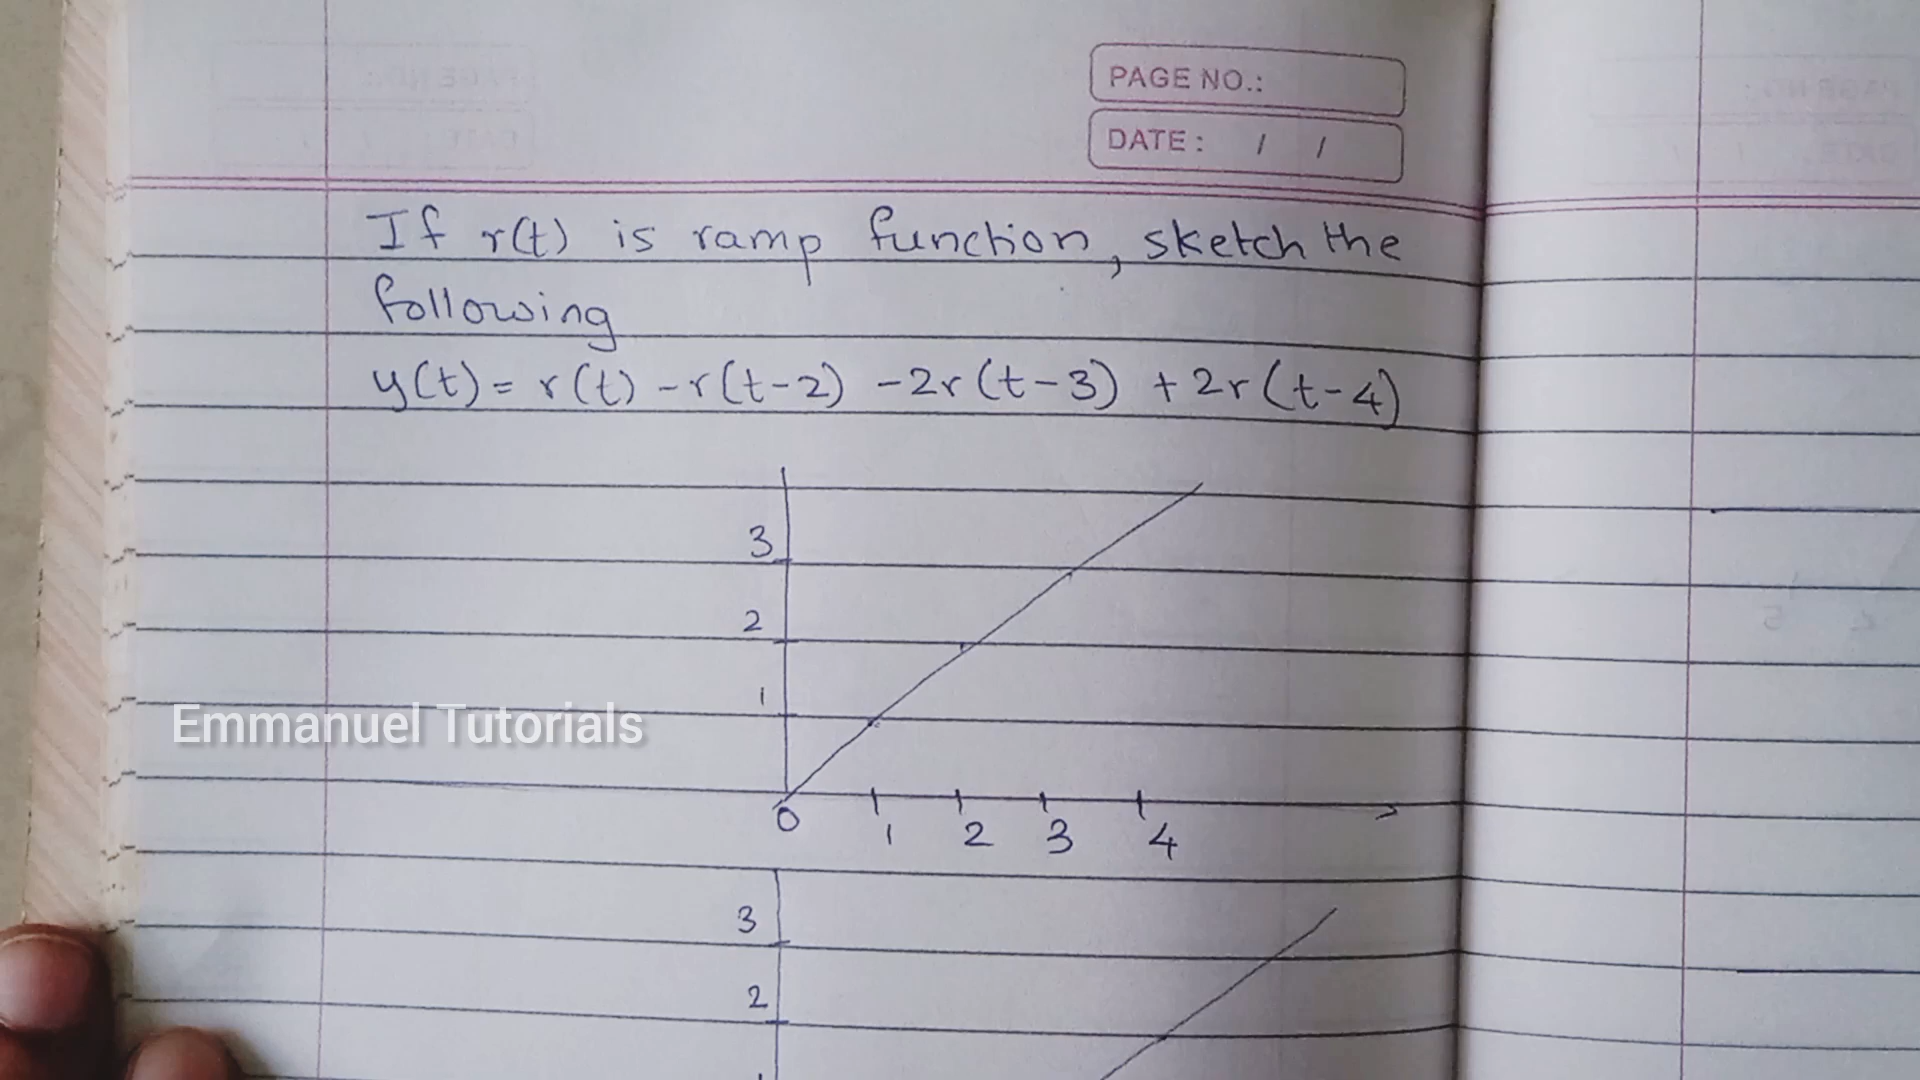 PAGE NO.:
DATE: / /
If r(t) is ramp function, sketch the
following
y(t) = r(t) - r(t-2) - 2r(t-3) + 2r(t-4)
3
2
1
0 1 2 3 4
Emmanuel Tutorials
3
2